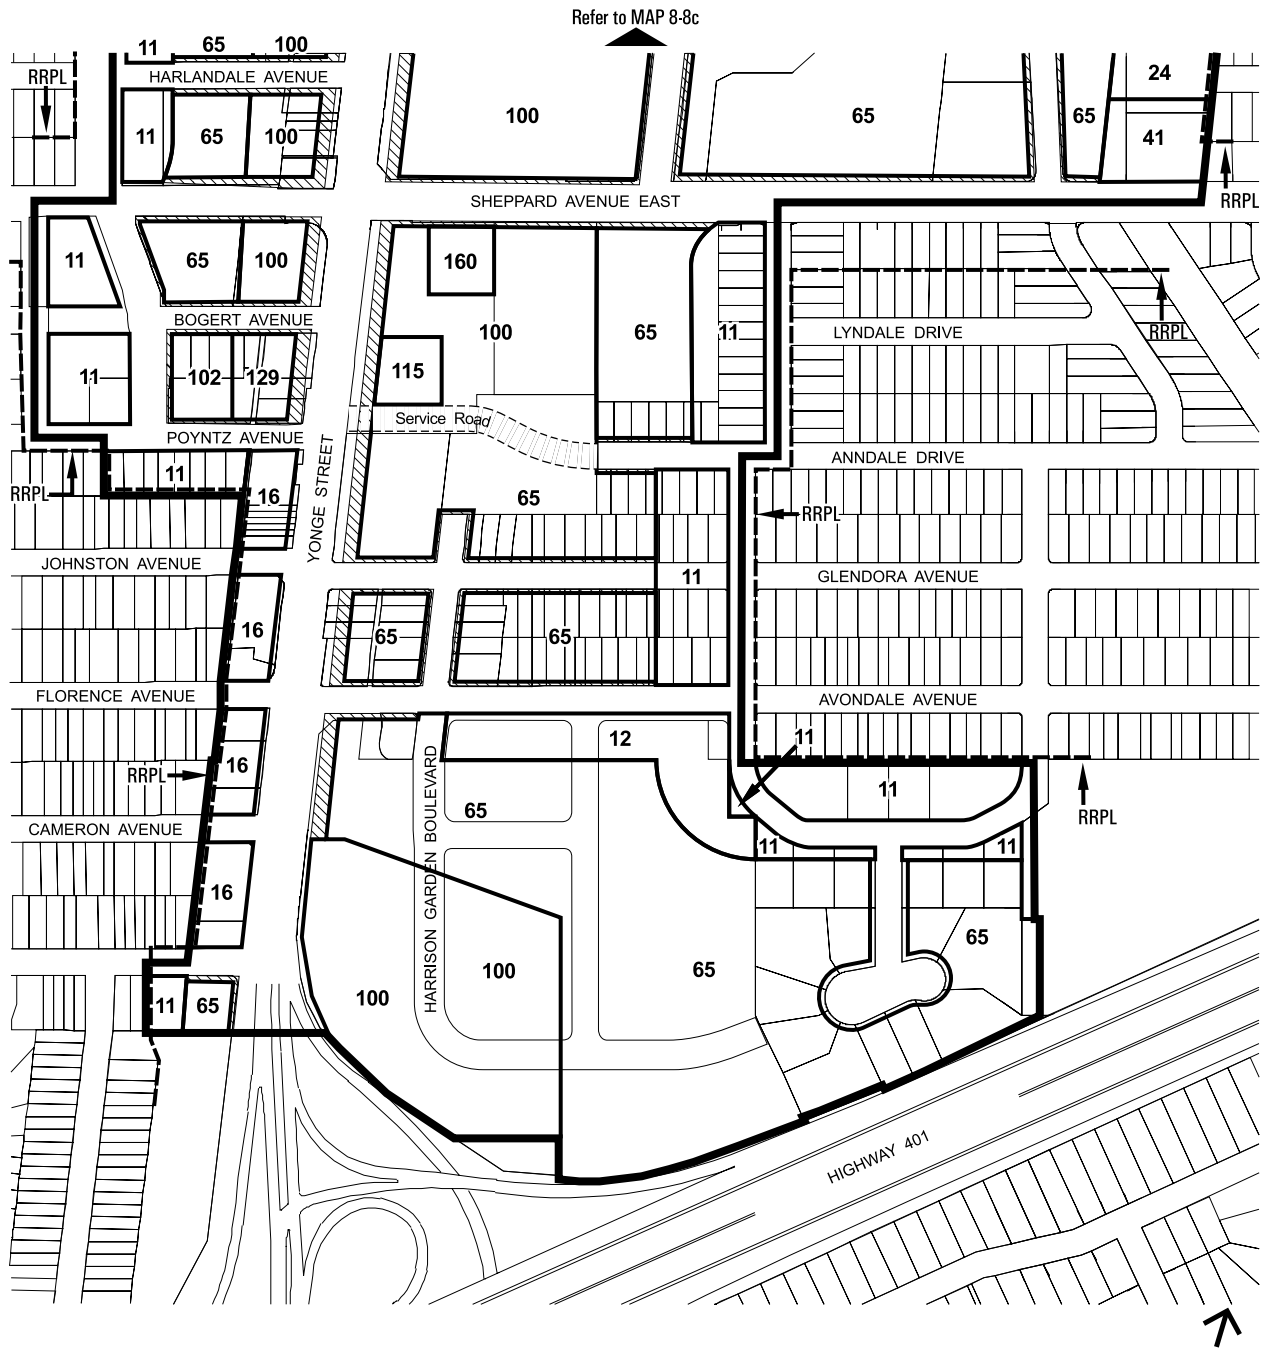 Refer to MAP 8-8c
11 65 100
HARLANDALE AVENUE
RRPL
24
11 65 100
100
65
65
41
SHEPPARD AVENUE EAST
RRPL
11
65 100
160
BOGERT AVENUE
100
65
11
LYNDALE DRIVE
RRPL
11
102 129
115
Service Road
POYNTZ AVENUE
YONGE STREET
ANNDALE DRIVE
11
16
65
RRPL
RRPL
JOHNSTON AVENUE
11
GLENDORA AVENUE
16
65
65
FLORENCE AVENUE
AVONDALE AVENUE
12
11
RRPL
16
HARRISON GARDEN BOULEVARD
65
11
RRPL
CAMERON AVENUE
11
11
16
65
100
100
65
11 65
HIGHWAY 401